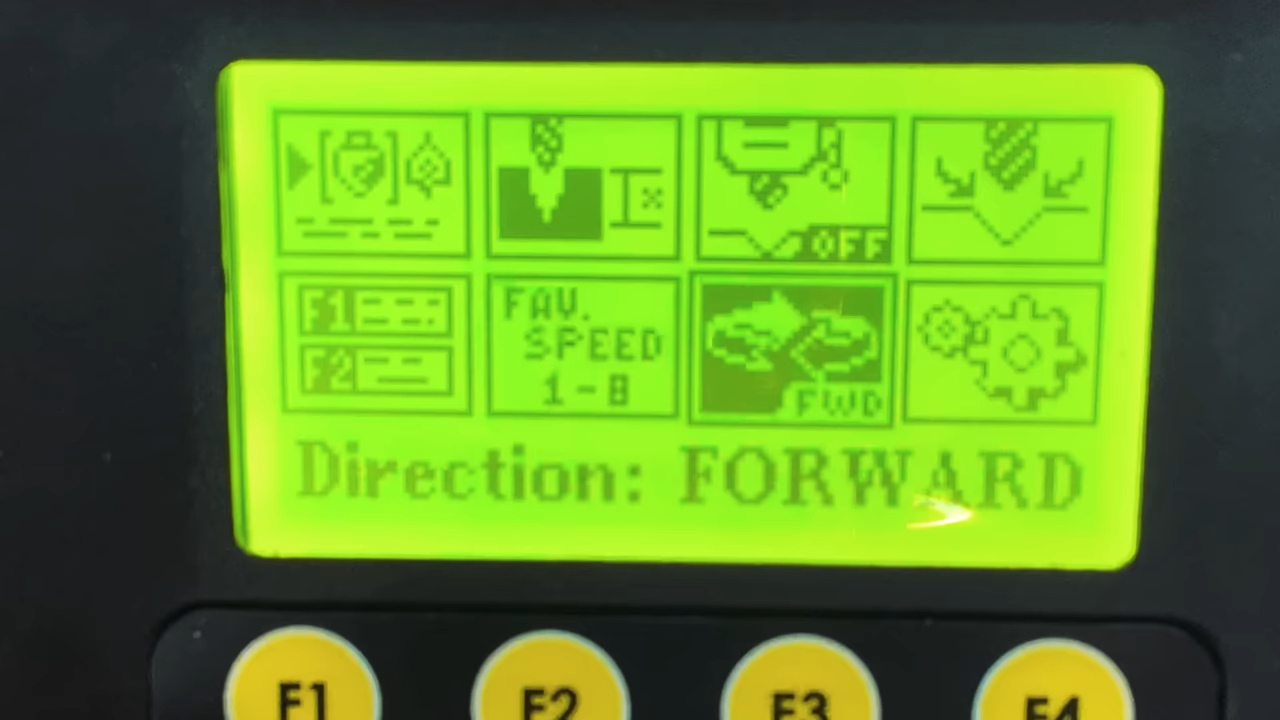 OFF
F1
F2
FAV.
SPEED
1-8
FWD
Direction: FORWARD
F1
F2
F3
F4